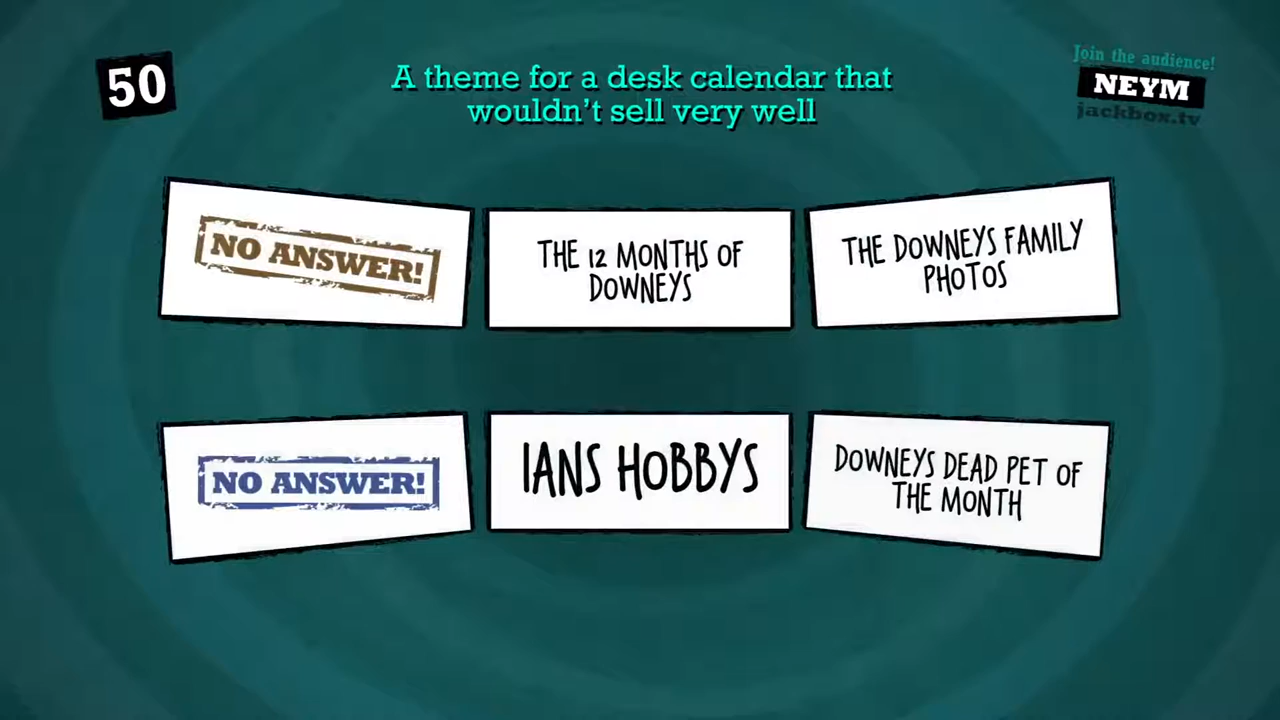 50
A theme for a desk calendar that
wouldn't sell very well
Join the audience!
NEYM
jackbox.tv
NO ANSWER!
THE 12 MONTHS OF
DOWNEYS
THE DOWNEYS FAMILY
PHOTOS
NO ANSWER!
IANS HOBBYS
DOWNEYS DEAD PET OF
THE MONTH